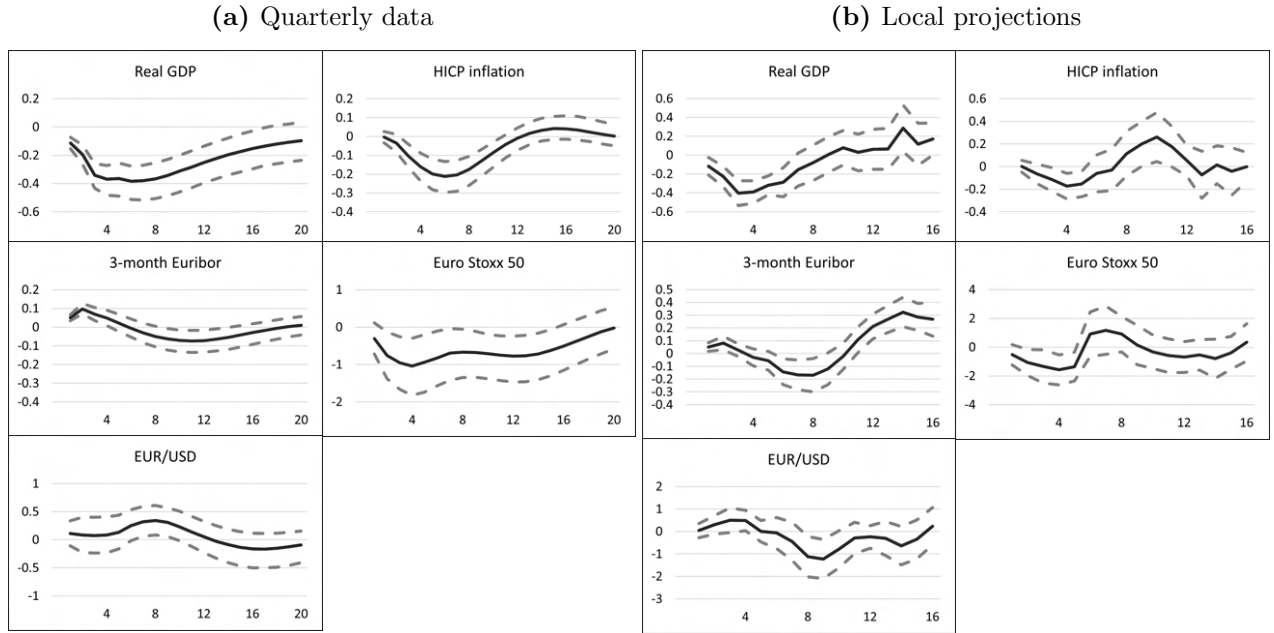 (a) Quarterly data
(b) Local projections
Real GDP
0.2
0
-0.2
-0.4
-0.6
4 8 12 16 20
HICP inflation
0.2
0.1
0
-0.1
-0.2
-0.3
-0.4
4 8 12 16 20
3-month Euribor
0.2
0.1
0
-0.1
-0.2
-0.3
-0.4
4 8 12 16 20
Euro Stoxx 50
1
0
-1
-2
4 8 12 16 20
EUR/USD
1
0.5
0
-0.5
-1
4 8 12 16 20
Real GDP
0.6
0.4
0.2
0
-0.2
-0.4
-0.6
4 8 12 16
HICP inflation
0.6
0.4
0.2
0
-0.2
-0.4
4 8 12 16
3-month Euribor
0.5
0.4
0.3
0.2
0.1
0
-0.1
-0.2
-0.3
-0.4
4 8 12 16
Euro Stoxx 50
4
2
0
-2
-4
4 8 12 16
EUR/USD
2
1
0
-1
-2
-3
4 8 12 16